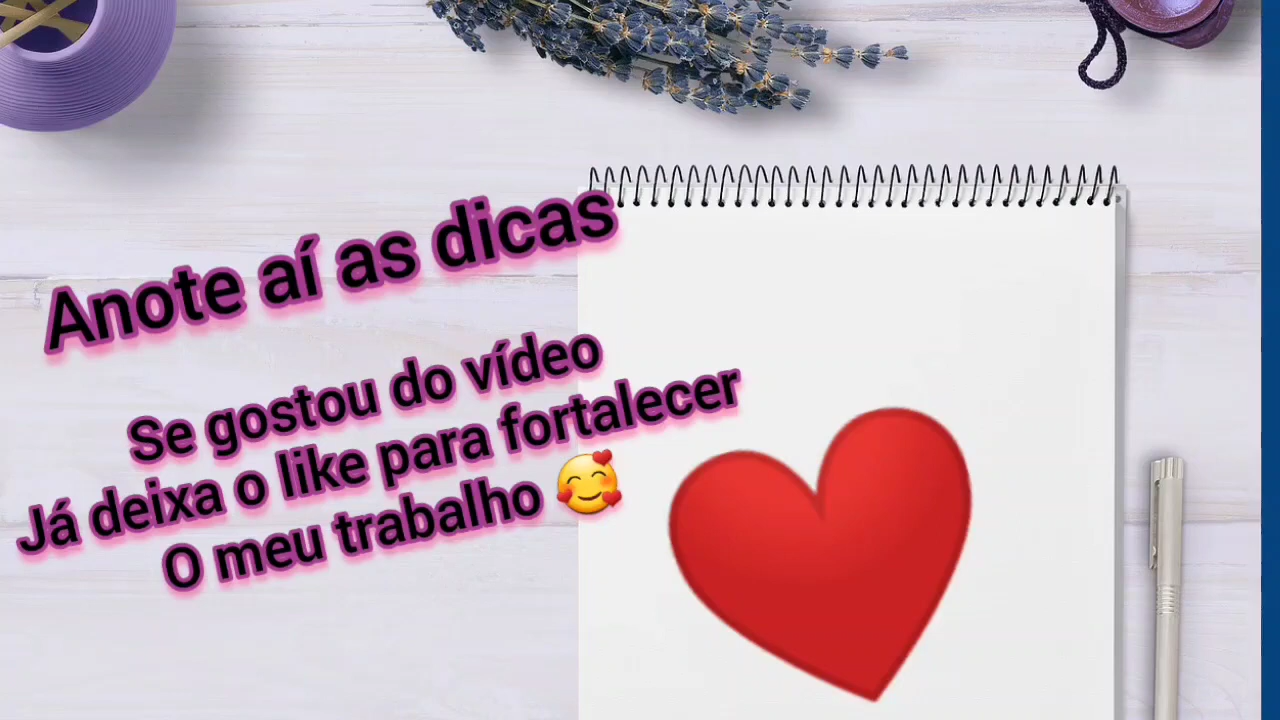 Anote aí as dicas
Se gostou do vídeo
Já deixa o like para fortalecer
O meu trabalho 🥰